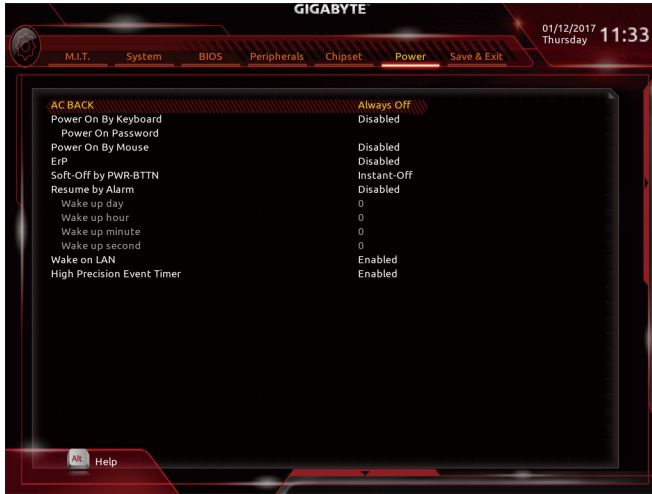 GIGABYTE
01/12/2017 11:33
Thursday
M.I.T. System BIOS Peripherals Chipset Power Save & Exit
AC BACK Always Off
Power On By Keyboard Disabled
Power On Password
Power On By Mouse Disabled
ErP Disabled
Soft-Off by PWR-BTTN Instant-Off
Resume by Alarm Disabled
Wake up day 0
Wake up hour 0
Wake up minute 0
Wake up second 0
Wake on LAN Enabled
High Precision Event Timer Enabled
Alt Help